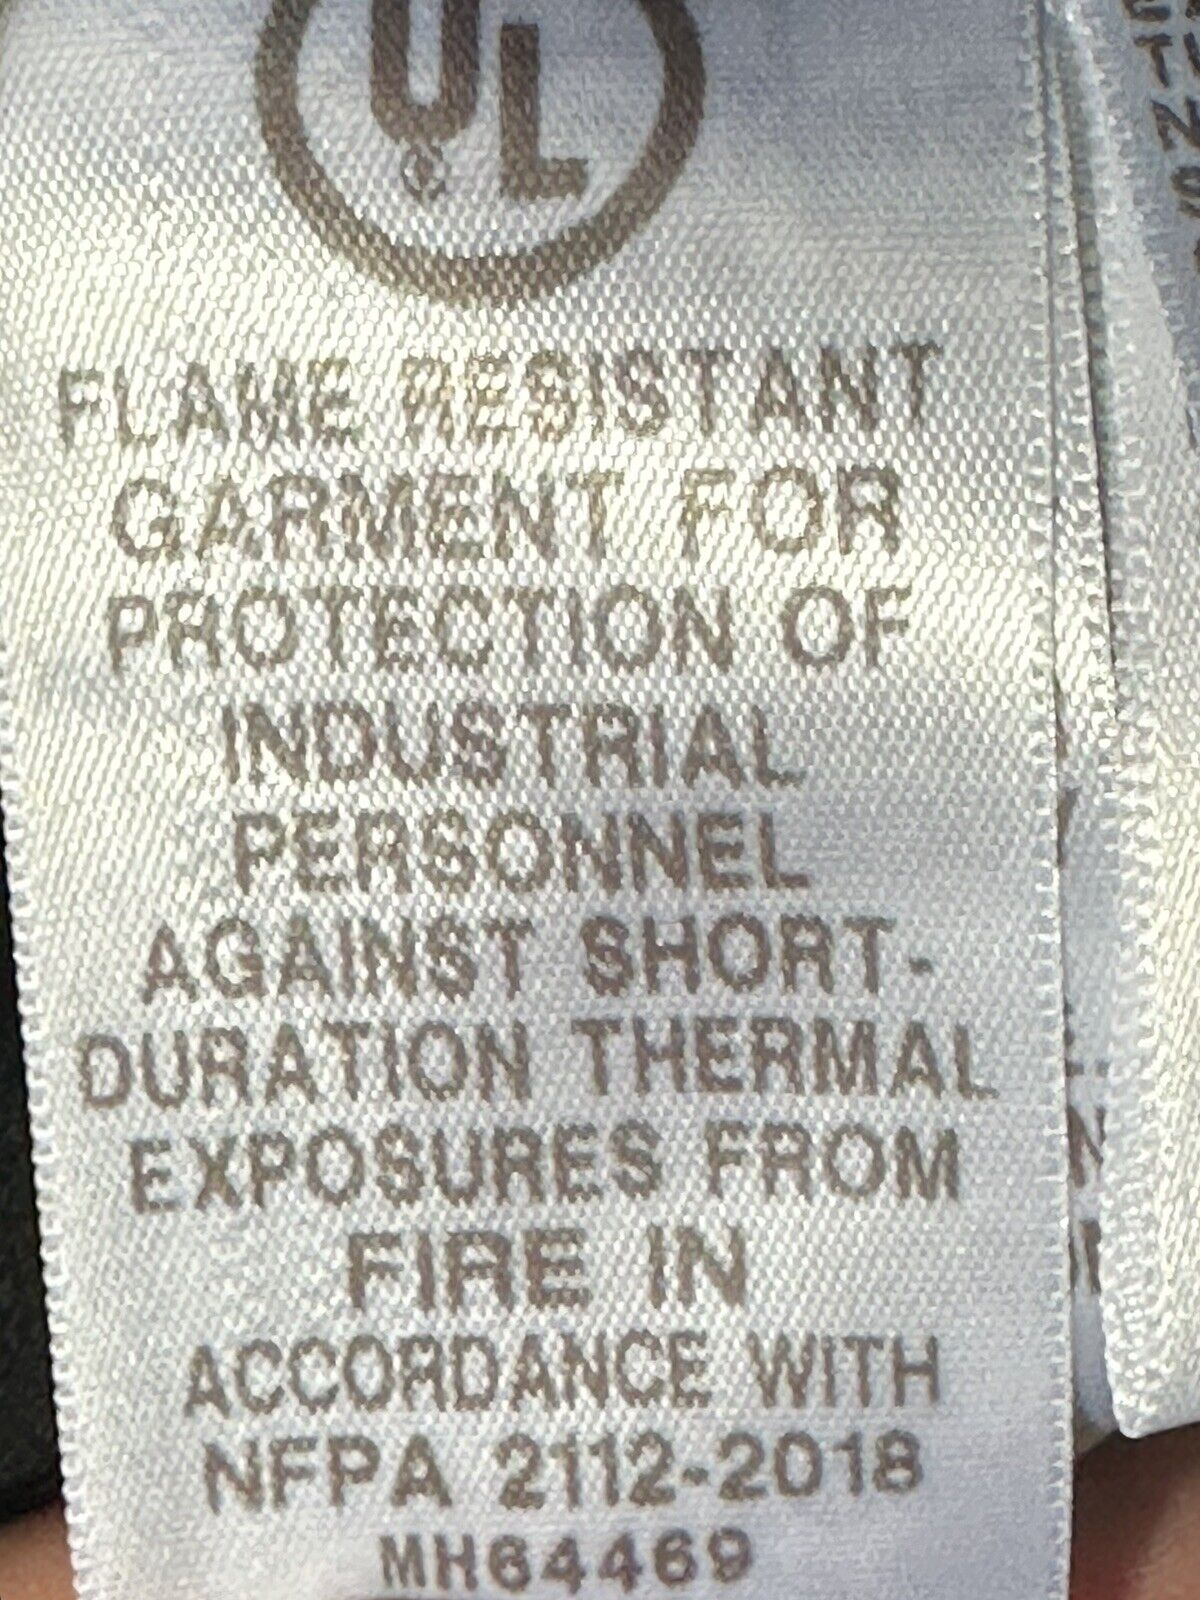 UL
FLAME RESISTANT
GARMENT FOR
PROTECTION OF
INDUSTRIAL
PERSONNEL
AGAINST SHORT-
DURATION THERMAL
EXPOSURES FROM
FIRE IN
ACCORDANCE WITH
NFPA 2112-2018
MH64469